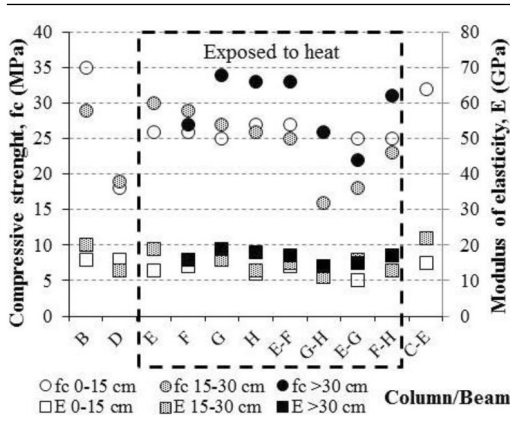 Exposed to heat
Compressive strenght, fc (MPa)
40
35
30
25
20
15
10
5
0
Modulus of elasticity, E (GPa)
80
70
60
50
40
30
20
10
0
B
D
E
F
G
H
E-F
G-H
E-G
F-H
C-E
Column/Beam
fc 0-15 cm
fc 15-30 cm
fc >30 cm
E 0-15 cm
E 15-30 cm
E >30 cm